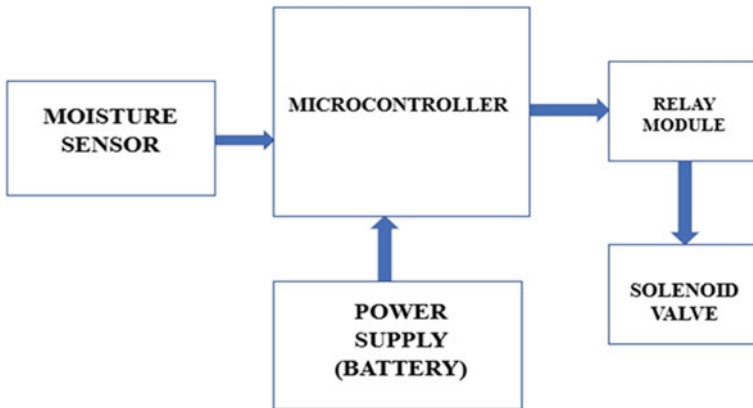 MOISTURE
SENSOR
MICROCONTROLLER
RELAY
MODULE
POWER
SUPPLY
(BATTERY)
SOLENOID
VALVE